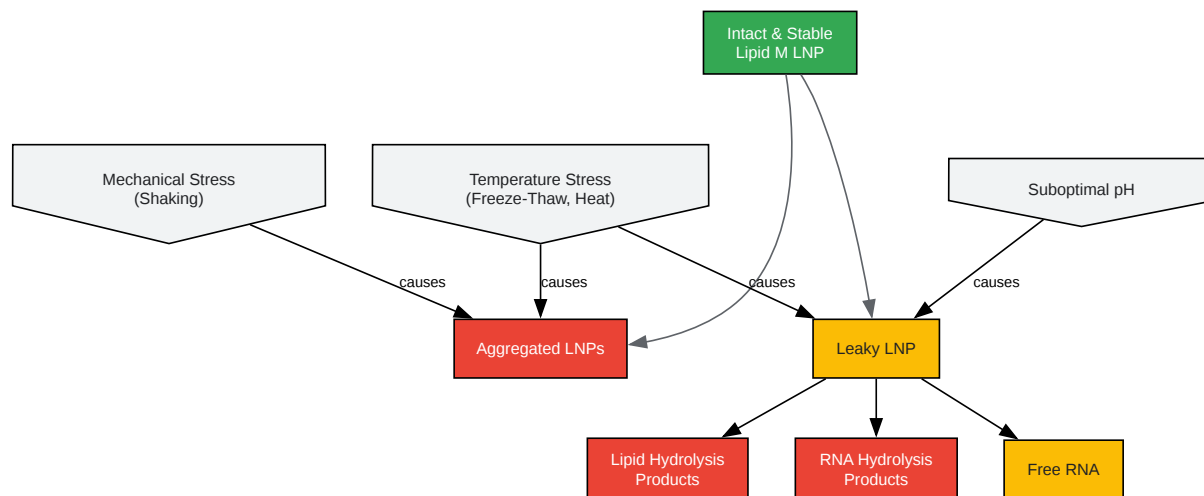 Intact & Stable
Lipid M LNP
Mechanical Stress
(Shaking)
Temperature Stress
(Freeze-Thaw, Heat)
Suboptimal pH
causes
causes
causes
causes
Aggregated LNPs
Leaky LNP
Lipid Hydrolysis
Products
RNA Hydrolysis
Products
Free RNA